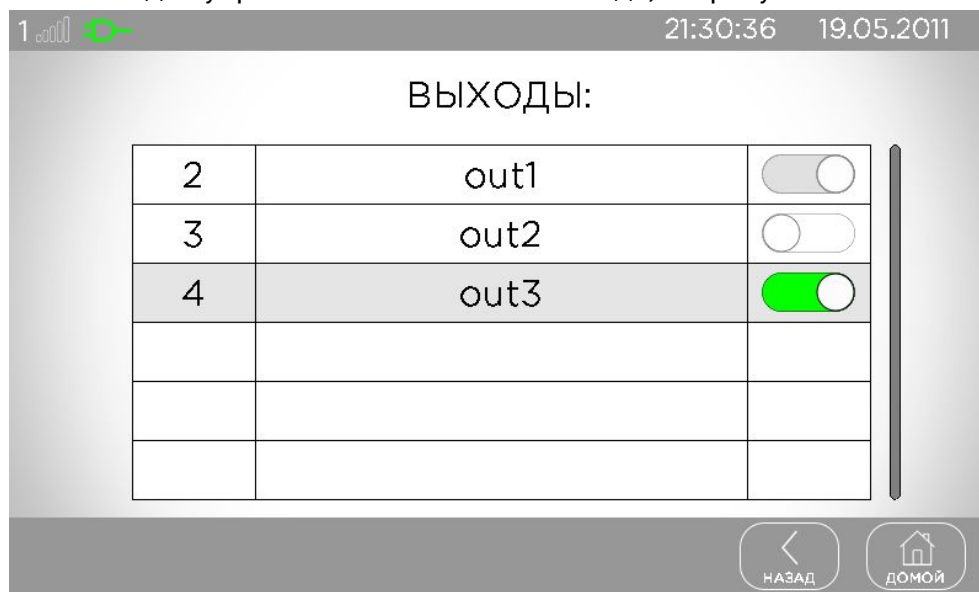 1 21:30:36 19.05.2011
ВЫХОДЫ:
2 out1
3 out2
4 out3
НАЗАД ДОМОЙ